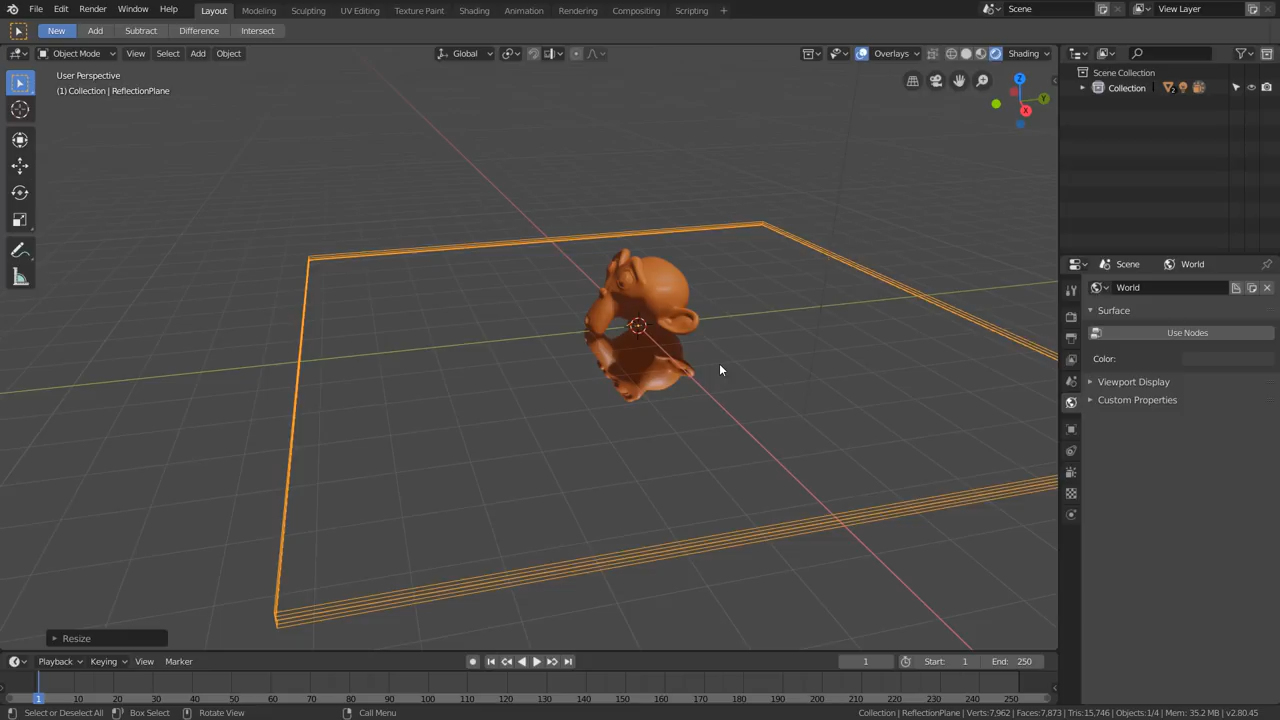 File Edit Render Window Help Layout Modeling Sculpting UV Editing Texture Paint Shading Animation Rendering Compositing Scripting + Scene View Layer
New Add Subtract Difference Intersect
Object Mode View Select Add Object Global Overlays Shading
User Perspective
(1) Collection | ReflectionPlane
Z
Y
X
Resize
Scene Collection
Collection 2
Scene World
World
Surface
Use Nodes
Color:
Viewport Display
Custom Properties
Playback Keying View Marker 1 Start: 1 End: 250
1 10 20 30 40 50 60 70 80 90 100 110 120 130 140 150 160 170 180 190 200 210 220 230 240 250
Select or Deselect All Box Select Rotate View Call Menu Collection | ReflectionPlane | Verts:7,962 | Faces:7,873 | Tris:15,746 | Objects:1/4 | Mem: 35.2 MB | v2.80.45